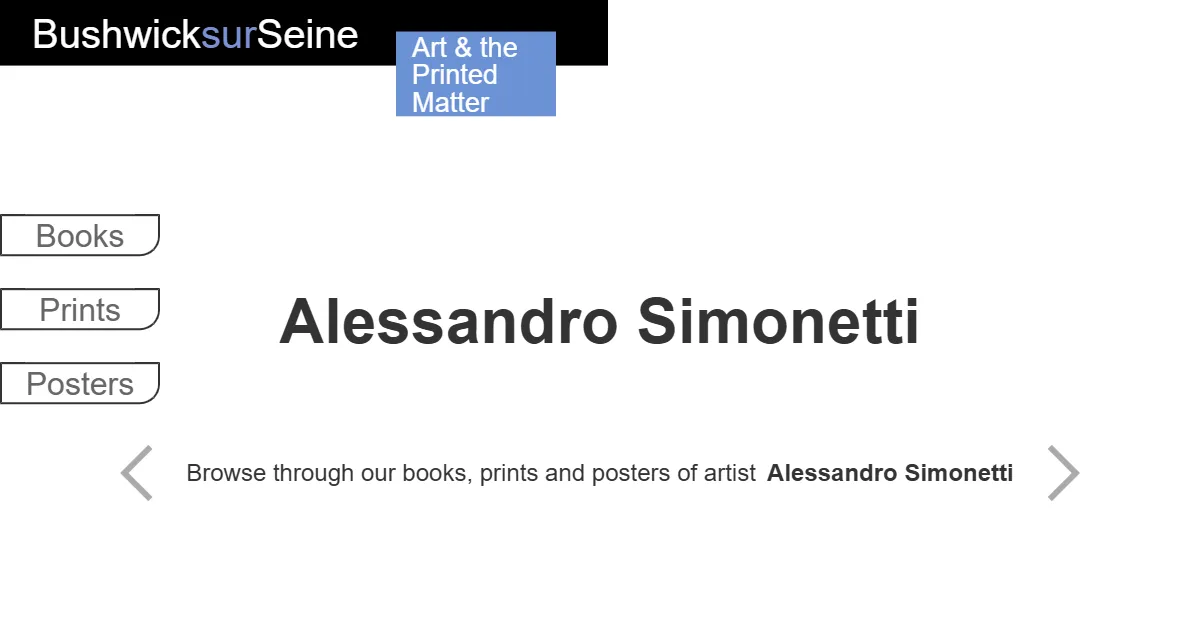 BushwicksurSeine
Art & the
Printed
Matter
Books
Prints
Posters
Alessandro Simonetti
Browse through our books, prints and posters of artist Alessandro Simonetti